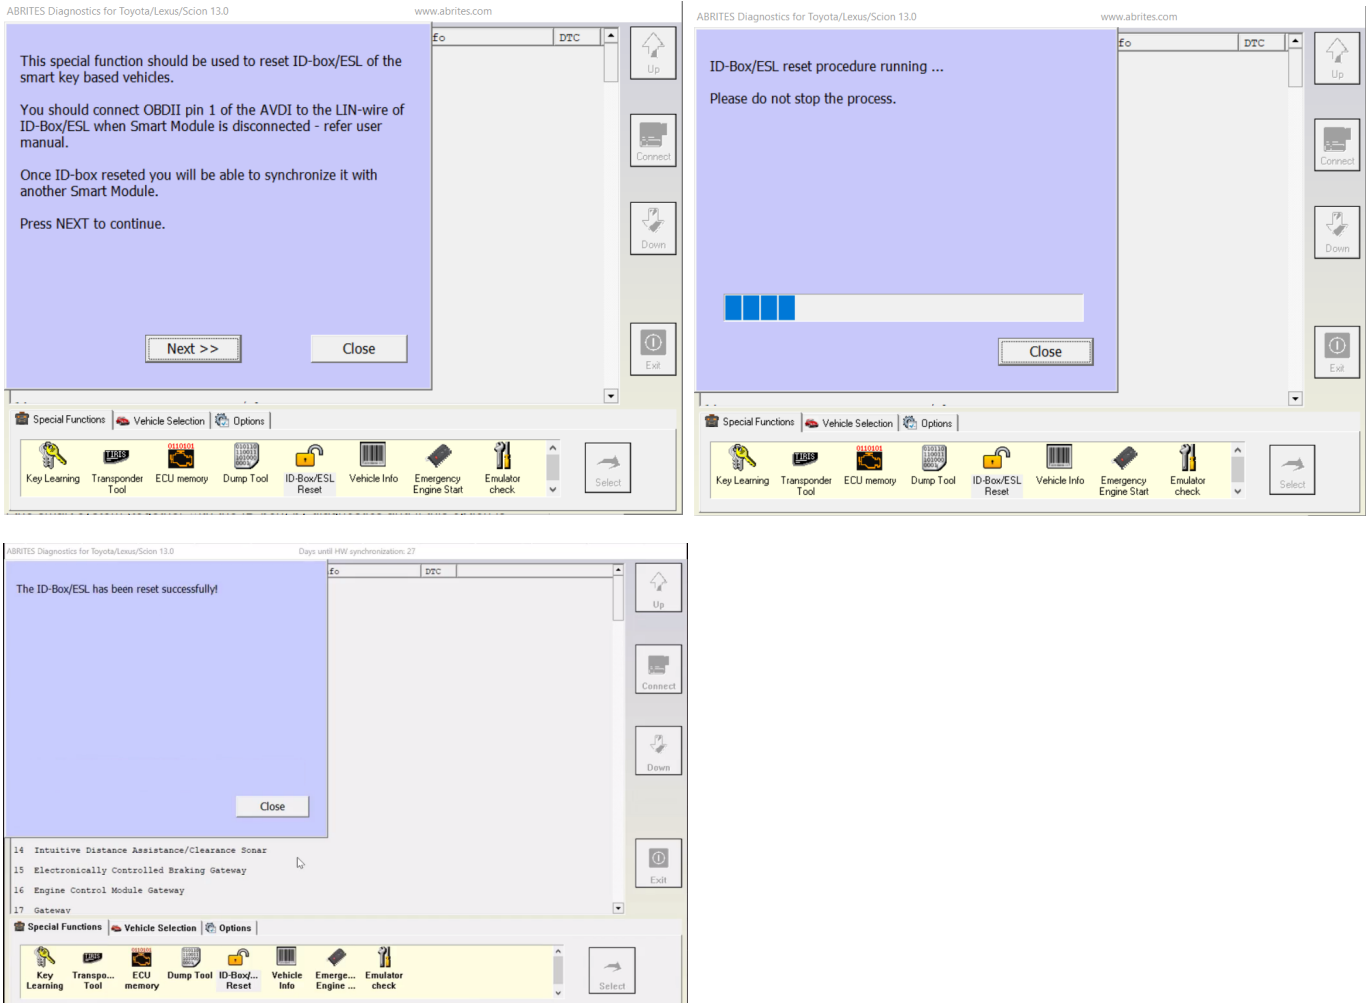 ABRITES Diagnostics for Toyota/Lexus/Scion 13.0 www.abrites.com
fo DTC
This special function should be used to reset ID-box/ESL of the
smart key based vehicles.
You should connect OBDII pin 1 of the AVDI to the LIN-wire of
ID-Box/ESL when Smart Module is disconnected - refer user
manual.
Once ID-box reseted you will be able to synchronize it with
another Smart Module.
Press NEXT to continue.
Next >> Close
Up
Connect
Down
Exit
Special Functions Vehicle Selection Options
Key Learning
Transponder
Tool
0110101
ECU memory
Dump Tool
ID-Box/ESL
Reset
Vehicle Info
Emergency
Engine Start
Emulator
check
Select
ABRITES Diagnostics for Toyota/Lexus/Scion 13.0 www.abrites.com
fo DTC
ID-Box/ESL reset procedure running ...
Please do not stop the process.
Close
Up
Connect
Down
Exit
Special Functions Vehicle Selection Options
Key Learning
Transponder
Tool
0110101
ECU memory
Dump Tool
ID-Box/ESL
Reset
Vehicle Info
Emergency
Engine Start
Emulator
check
Select
ABRITES Diagnostics for Toyota/Lexus/Scion 13.0 Days until HW synchronization: 27
fo DTC
The ID-Box/ESL has been reset successfully!
Close
14 Intuitive Distance Assistance/Clearance Sonar
15 Electronically Controlled Braking Gateway
16 Engine Control Module Gateway
17 Gateway
Up
Connect
Down
Exit
Special Functions Vehicle Selection Options
Key
Learning
Transpo...
Tool
ECU
memory
Dump Tool
ID-Box/...
Reset
Vehicle
Info
Emerge...
Engine ...
Emulator
check
Select